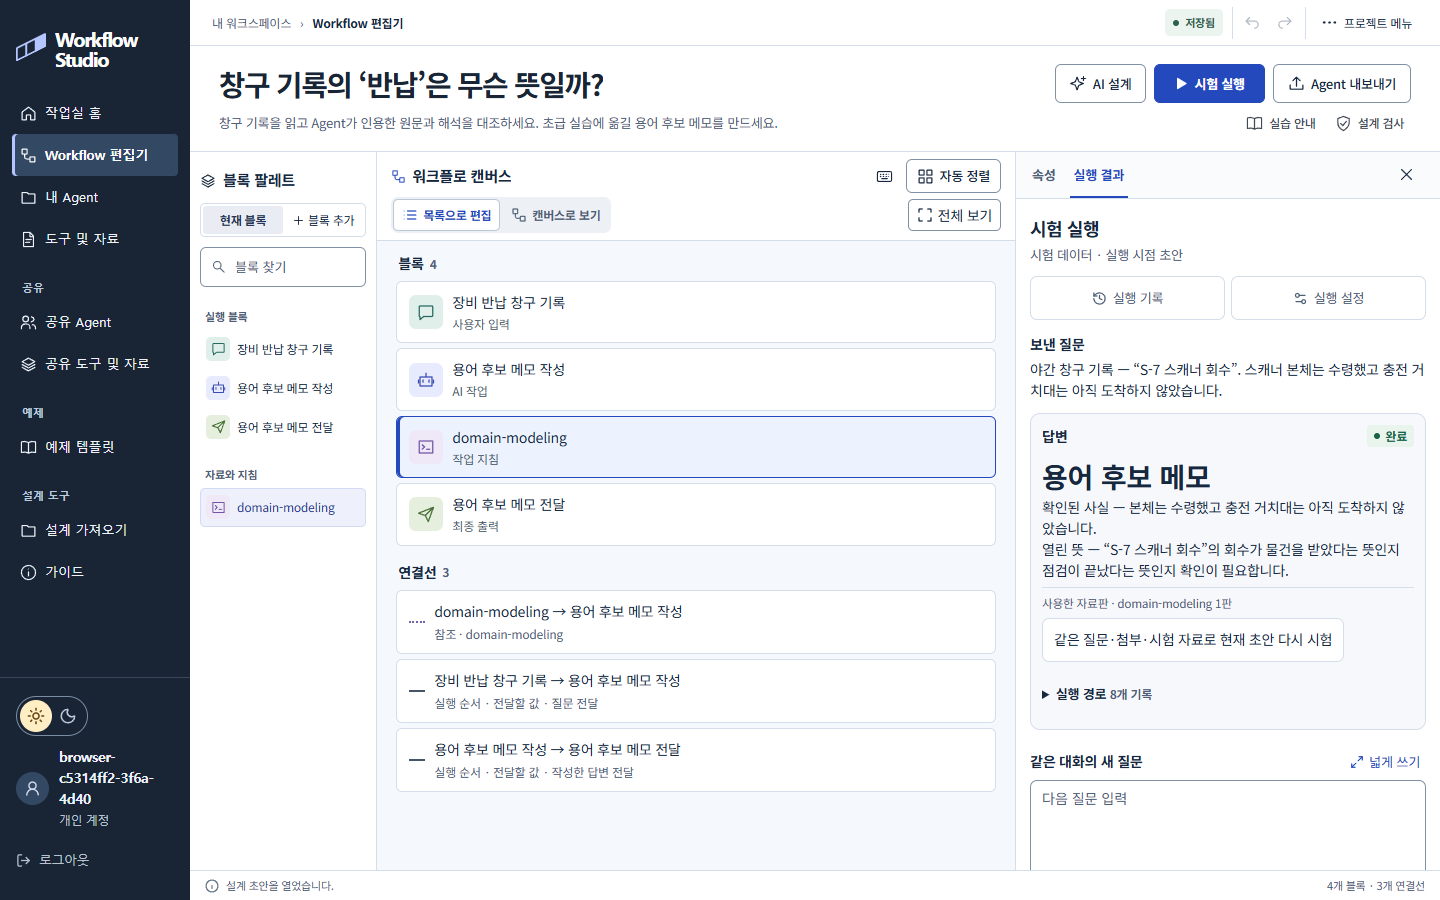 Workflow
Studio
작업실 홈
Workflow 편집기
내 Agent
도구 및 자료
공유
공유 Agent
공유 도구 및 자료
예제
예제 템플릿
설계 도구
설계 가져오기
가이드
browser-
c5314ff2-3f6a-
4d40
개인 계정
로그아웃
내 워크스페이스 › Workflow 편집기
저장됨
프로젝트 메뉴
창구 기록의 ‘반납’은 무슨 뜻일까?
창구 기록을 읽고 Agent가 인용한 원문과 해석을 대조하세요. 초급 실습에 옮길 용어 후보 메모를 만드세요.
AI 설계
시험 실행
Agent 내보내기
실습 안내
설계 검사
블록 팔레트
현재 블록
+ 블록 추가
블록 찾기
실행 블록
장비 반납 창구 기록
용어 후보 메모 작성
용어 후보 메모 전달
자료와 지침
domain-modeling
워크플로 캔버스
자동 정렬
목록으로 편집
캔버스로 보기
전체 보기
블록 4
장비 반납 창구 기록
사용자 입력
용어 후보 메모 작성
AI 작업
domain-modeling
작업 지침
용어 후보 메모 전달
최종 출력
연결선 3
domain-modeling → 용어 후보 메모 작성
참조 · domain-modeling
장비 반납 창구 기록 → 용어 후보 메모 작성
실행 순서 · 전달할 값 · 질문 전달
용어 후보 메모 작성 → 용어 후보 메모 전달
실행 순서 · 전달할 값 · 작성한 답변 전달
속성
실행 결과
시험 실행
시험 데이터 · 실행 시점 초안
실행 기록
실행 설정
보낸 질문
야간 창구 기록 — “S-7 스캐너 회수”. 스캐너 본체는 수령했고 충전 거
치대는 아직 도착하지 않았습니다.
답변
완료
용어 후보 메모
확인된 사실 — 본체는 수령했고 충전 거치대는 아직 도착하지 않
았습니다.
열린 뜻 — “S-7 스캐너 회수”의 회수가 물건을 받았다는 뜻인지
점검이 끝났다는 뜻인지 확인이 필요합니다.
사용한 자료판 · domain-modeling 1판
같은 질문·첨부·시험 자료로 현재 초안 다시 시험
실행 경로 8개 기록
같은 대화의 새 질문
넓게 쓰기
다음 질문 입력
설계 초안을 열었습니다.
4개 블록 · 3개 연결선